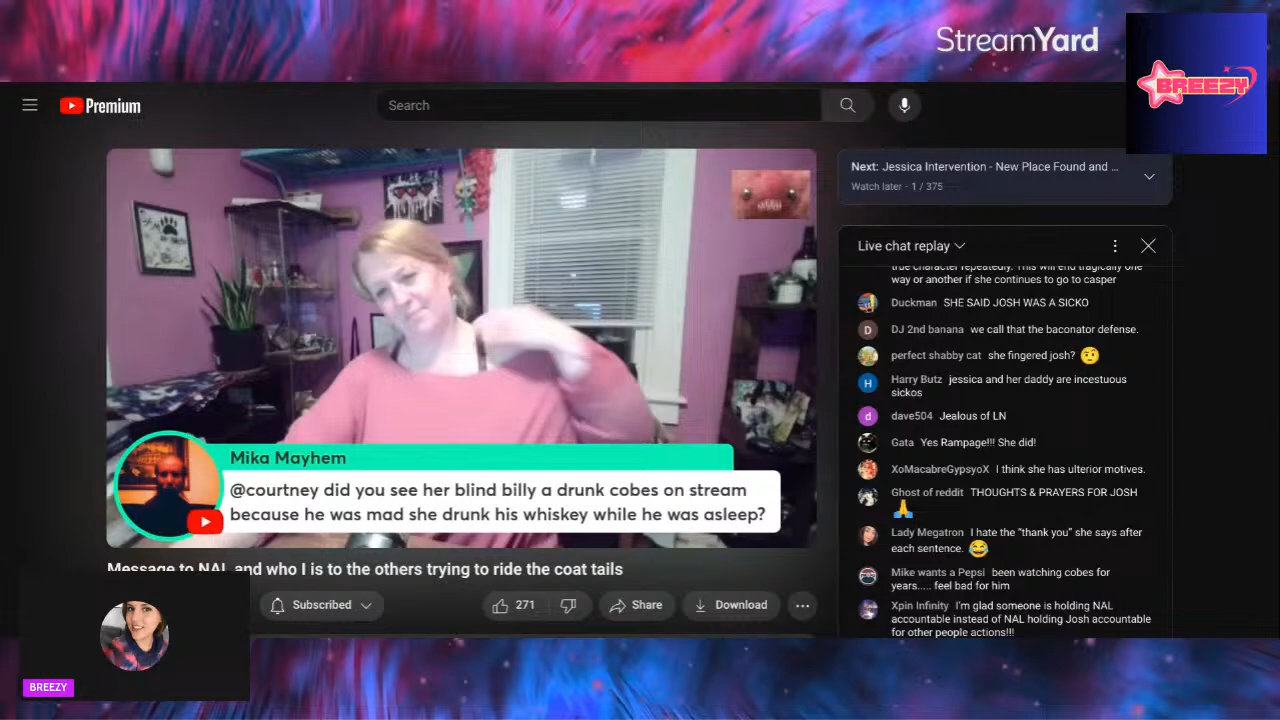 StreamYard
BREEZY
Premium
Search
Next: Jessica Intervention - New Place Found and ...
Watch later · 1 / 375
Live chat replay
true character repeatedly. This will end tragically one
way or another if she continues to go to casper
Duckman SHE SAID JOSH WAS A SICKO
DJ 2nd banana we call that the baconator defense.
perfect shabby cat she fingered josh? 🤨
Harry Butz jessica and her daddy are incestuous
sickos
dave504 Jealous of LN
Gata Yes Rampage!!! She did!
XoMacabreGypsyoX I think she has ulterior motives.
Ghost of reddit THOUGHTS & PRAYERS FOR JOSH
🙏
Lady Megatron I hate the "thank you" she says after
each sentence. 😂
Mike wants a Pepsi been watching cobes for
years..... feel bad for him
Xpin Infinity I'm glad someone is holding NAL
accountable instead of NAL holding Josh accountable
for other people actions!!!
Mika Mayhem
@courtney did you see her blind billy a drunk cobes on stream
because he was mad she drunk his whiskey while he was asleep?
Message to NAL and who I is to the others trying to ride the coat tails
Subscribed
271
Share
Download
BREEZY